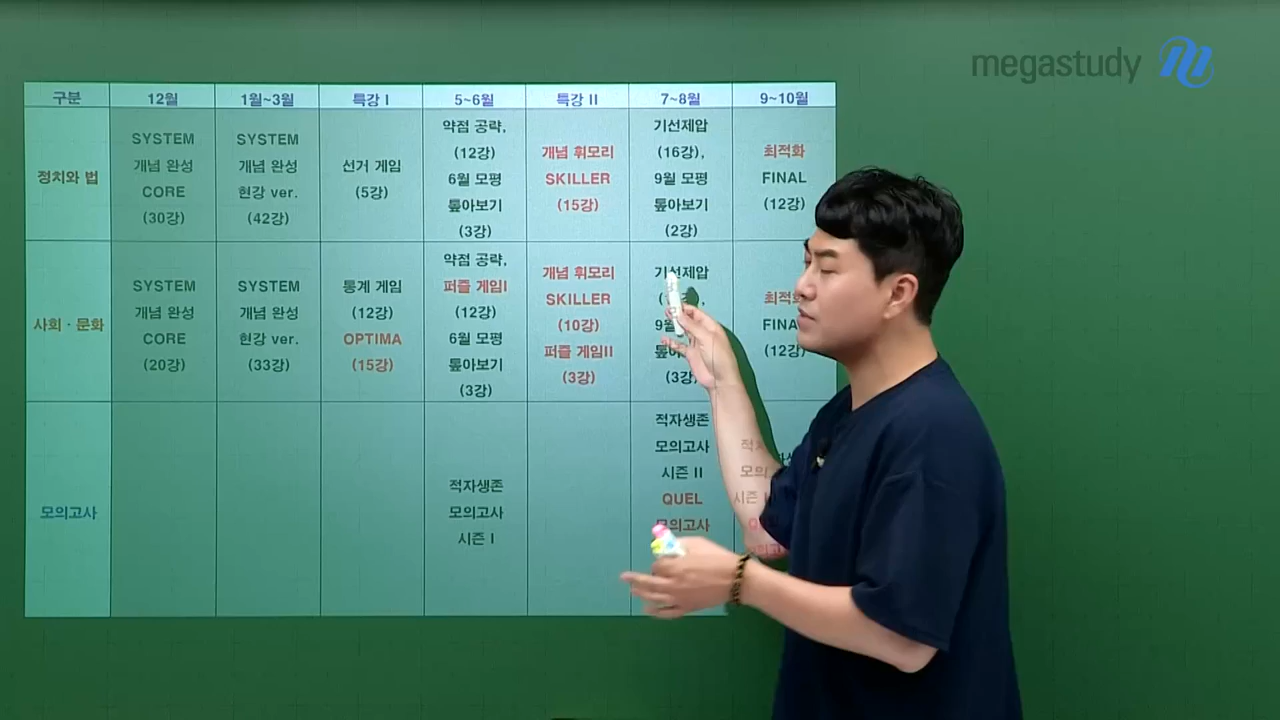 megastudy
구분 12월 1월~3월 특강 I 5~6월 특강 II 7~8월 9~10월
정치와 법
SYSTEM
개념 완성
CORE
(30강)
SYSTEM
개념 완성
현강 ver.
(42강)
선거 게임
(5강)
약점 공략,
(12강)
6월 모평
톺아보기
(3강)
개념 휘모리
SKILLER
(15강)
기선제압
(16강),
9월 모평
톺아보기
(2강)
최적화
FINAL
(12강)
사회 · 문화
SYSTEM
개념 완성
CORE
(20강)
SYSTEM
개념 완성
현강 ver.
(33강)
통계 게임
(12강)
OPTIMA
(15강)
약점 공략,
퍼즐 게임I
(12강)
6월 모평
톺아보기
(3강)
개념 휘모리
SKILLER
(10강)
퍼즐 게임II
(3강)
기선제압
9월
(3강)
(12강)
모의고사
적자생존
모의고사
시즌 I
적자생존
모의고사
시즌 II
QUEL
모의고사